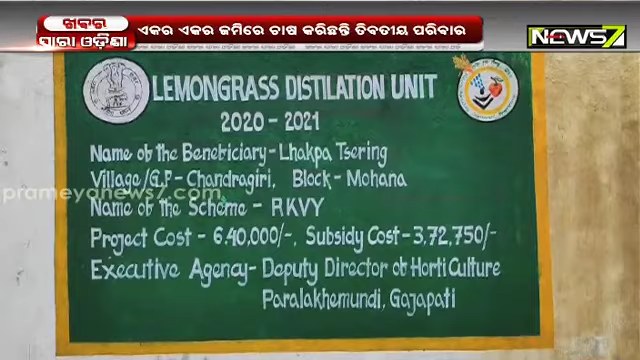 ଖବର
ସାରା ଓଡ଼ିଶା
ଏକର ଏକର ଜମିରେ ଚାଷ କରିଛନ୍ତି ତିବତୀୟ ପରିବାର
NEWS7
LEMONGRASS DISTILATION UNIT
2020 - 2021
Name of the Beneficiary - Lhakpa Tsering
Village/G.P - Chandragiri, Block - Mohana
prameyanews7.com
Name of the Scheme - RKVY
Project Cost - 6,40,000/-, Subsidy Cost - 3,72,750/-
Executive Agency - Deputy Director of HortiCulture
Paralakhemundi, Gajapati